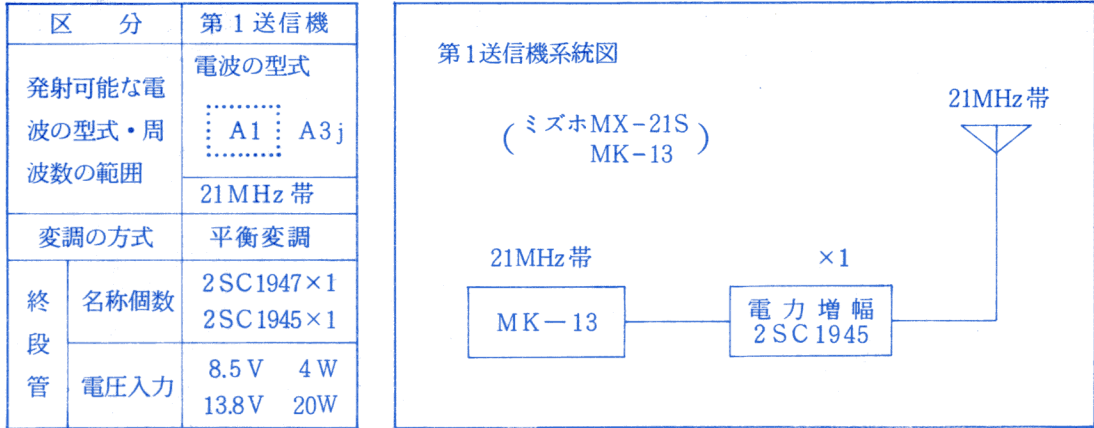 区 分 第1送信機
発射可能な電
波の型式・周
波数の範囲
電波の型式
A1 A3j
21MHz帯
変調の方式 平衡変調
終段管
名称個数
2SC1947×1
2SC1945×1
電圧入力
8.5V 4W
13.8V 20W
第1送信機系統図
(ミズホMX-21S
MK-13)
21MHz帯
21MHz帯
×1
MK-13
電力増幅
2SC1945